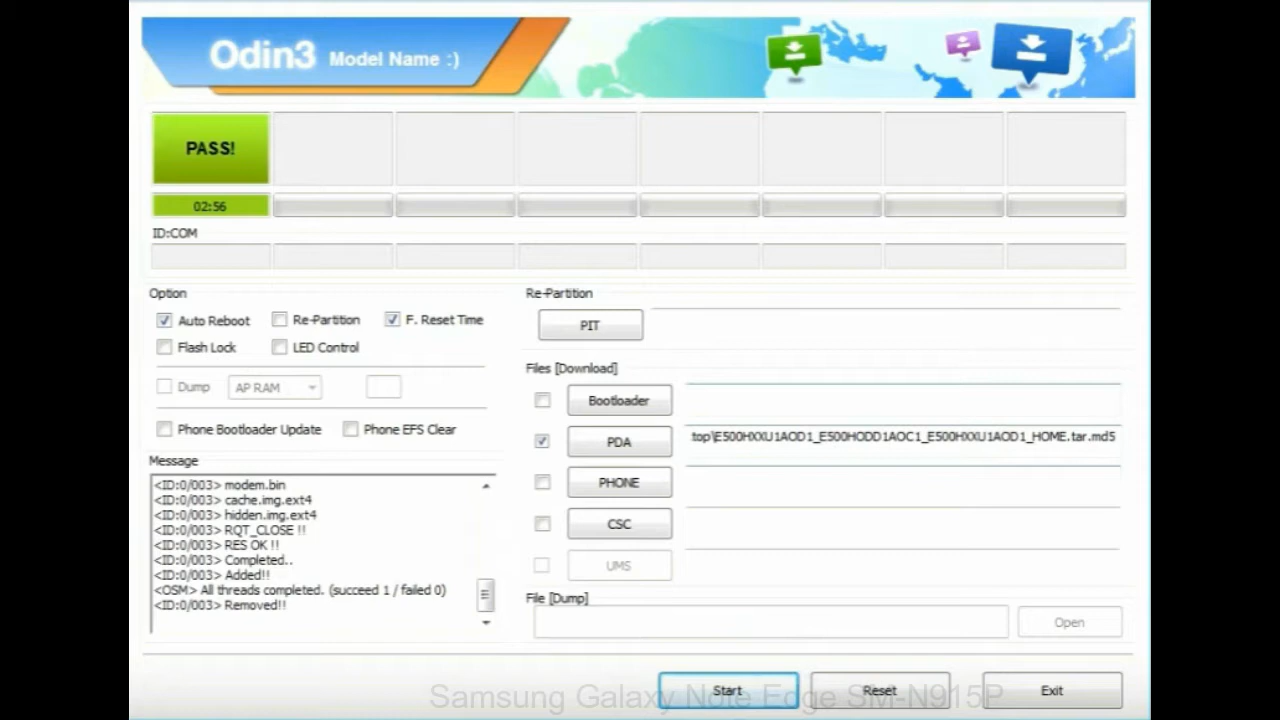 Odin3 Model Name :)
PASS!
02:56
ID:COM
Option
Auto Reboot Re-Partition F. Reset Time
Flash Lock LED Control
Dump AP RAM
Phone Bootloader Update Phone EFS Clear
Message
<ID:0/003> modem.bin
<ID:0/003> cache.img.ext4
<ID:0/003> hidden.img.ext4
<ID:0/003> RQT_CLOSE !!
<ID:0/003> RES OK !!
<ID:0/003> Completed..
<ID:0/003> Added!!
<OSM> All threads completed. (succeed 1 / failed 0)
<ID:0/003> Removed!!
Re-Partition
PIT
Files [Download]
Bootloader
PDA top\E500HXXU1AOD1_E500HODD1AOC1_E500HXXU1AOD1_HOME.tar.md5
PHONE
CSC
UMS
File [Dump]
Open
Start Reset Exit
Samsung Galaxy Note Edge SM-N915P